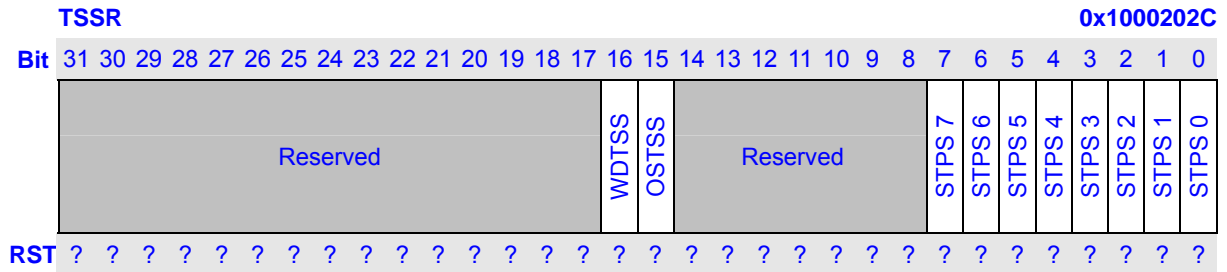 TSSR 0x1000202C
Bit 31 30 29 28 27 26 25 24 23 22 21 20 19 18 17 16 15 14 13 12 11 10 9 8 7 6 5 4 3 2 1 0
Reserved WDTSS OSTSS Reserved STPS 7 STPS 6 STPS 5 STPS 4 STPS 3 STPS 2 STPS 1 STPS 0
RST ? ? ? ? ? ? ? ? ? ? ? ? ? ? ? ? ? ? ? ? ? ? ? ? ? ? ? ? ? ? ? ?